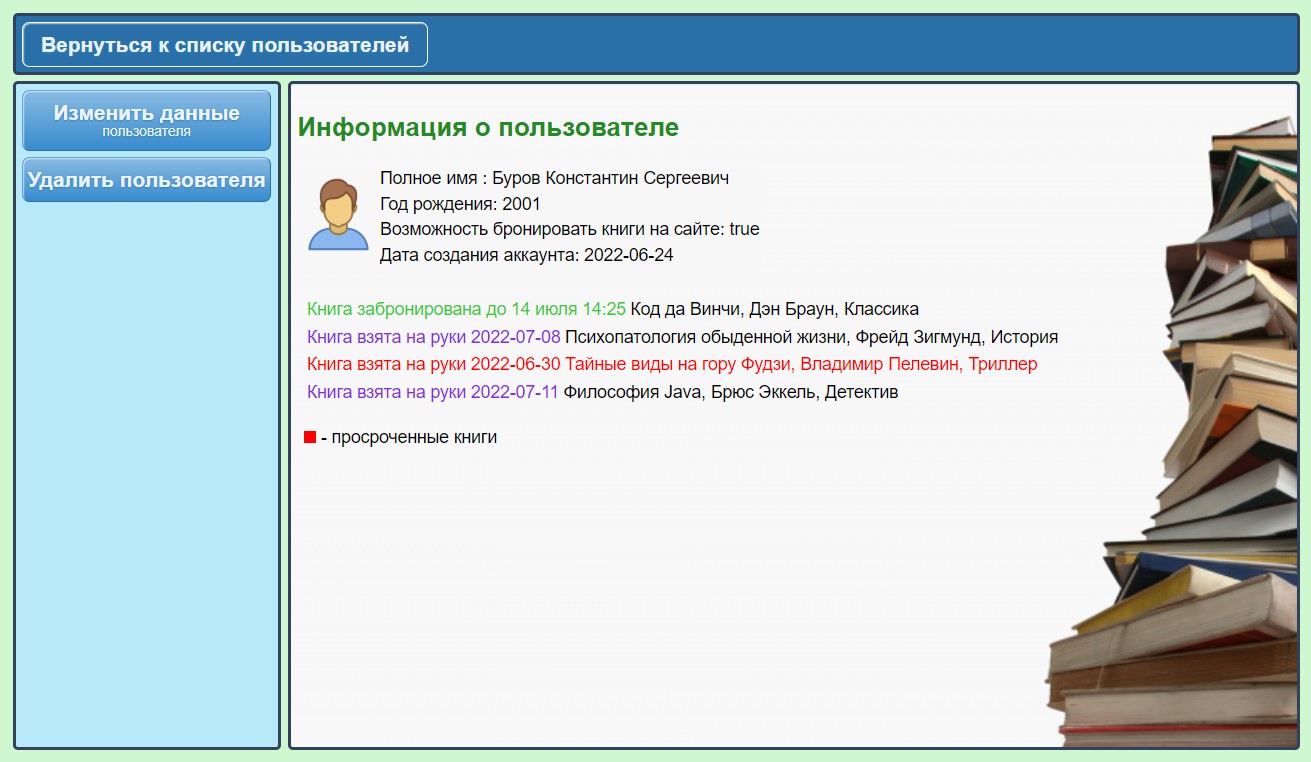 Вернуться к списку пользователей
Изменить данные
пользователя
Удалить пользователя
Информация о пользователе
Полное имя : Буров Константин Сергеевич
Год рождения: 2001
Возможность бронировать книги на сайте: true
Дата создания аккаунта: 2022-06-24
Книга забронирована до 14 июля 14:25 Код да Винчи, Дэн Браун, Классика
Книга взята на руки 2022-07-08 Психопатология обыденной жизни, Фрейд Зигмунд, История
Книга взята на руки 2022-06-30 Тайные виды на гору Фудзи, Владимир Пелевин, Триллер
Книга взята на руки 2022-07-11 Философия Java, Брюс Эккель, Детектив
- просроченные книги